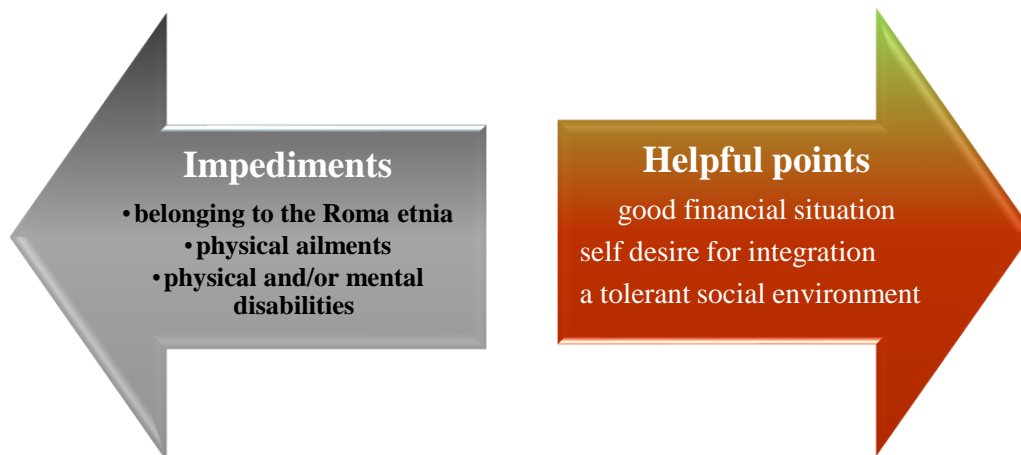 Impediments
•belonging to the Roma etnia
•physical ailments
•physical and/or mental
disabilities
Helpful points
good financial situation
self desire for integration
a tolerant social environment